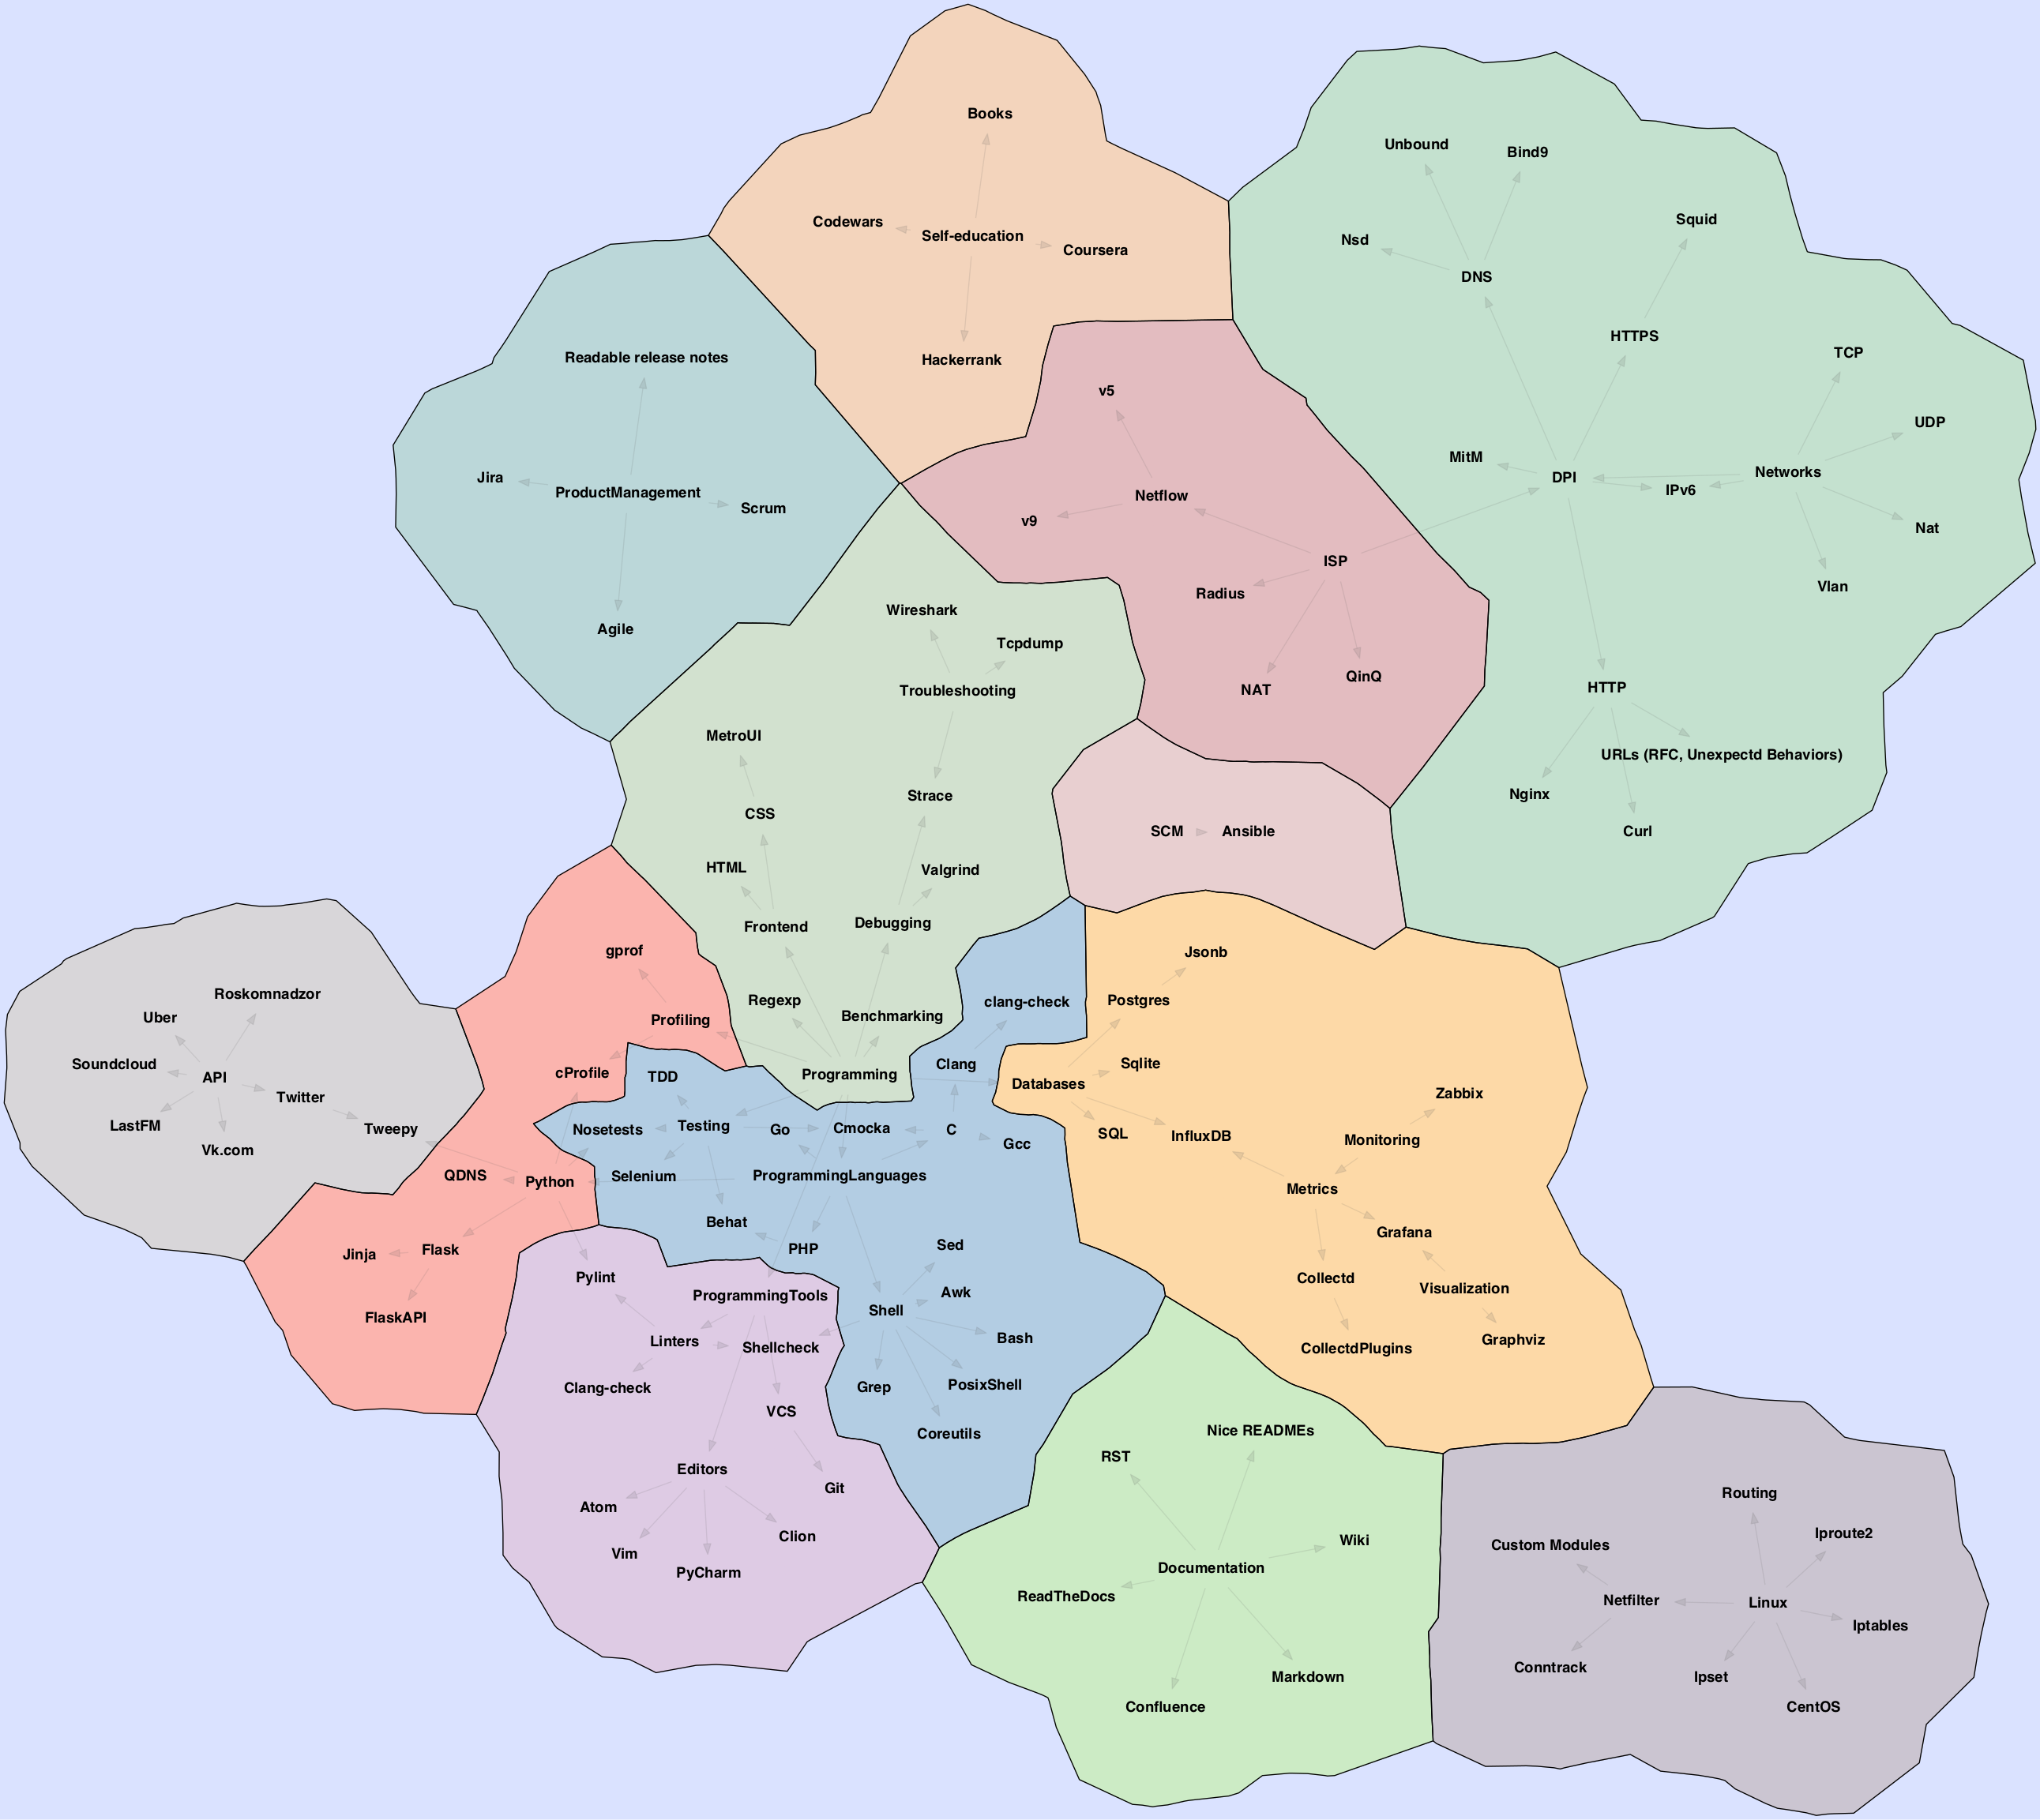 Books
Codewars
Self-education
Coursera
Hackerrank
Unbound
Bind9
Nsd
Squid
DNS
HTTPS
TCP
UDP
MitM
DPI
IPv6
Networks
Nat
Vlan
HTTP
URLs (RFC, Unexpectd Behaviors)
Nginx
Curl
Readable release notes
Jira
ProductManagement
Scrum
Agile
v5
Netflow
v9
ISP
Radius
NAT
QinQ
Wireshark
Tcpdump
Troubleshooting
MetroUI
Strace
CSS
HTML
Valgrind
Frontend
Debugging
Regexp
Benchmarking
Programming
SCM
Ansible
gprof
Profiling
cProfile
QDNS
Python
Jinja
Flask
FlaskAPI
Roskomnadzor
Uber
Soundcloud
API
Twitter
LastFM
Vk.com
Tweepy
clang-check
Clang
TDD
Nosetests
Testing
Go
Cmocka
C
Gcc
Selenium
ProgrammingLanguages
Behat
PHP
Sed
Awk
Shell
Bash
Grep
PosixShell
Coreutils
Jsonb
Postgres
Sqlite
Databases
SQL
InfluxDB
Zabbix
Monitoring
Metrics
Grafana
Collectd
Visualization
CollectdPlugins
Graphviz
Pylint
ProgrammingTools
Linters
Shellcheck
Clang-check
VCS
Editors
Git
Atom
Vim
Clion
PyCharm
Nice READMEs
RST
Wiki
Documentation
ReadTheDocs
Markdown
Confluence
Routing
Iproute2
Custom Modules
Netfilter
Linux
Iptables
Conntrack
Ipset
CentOS